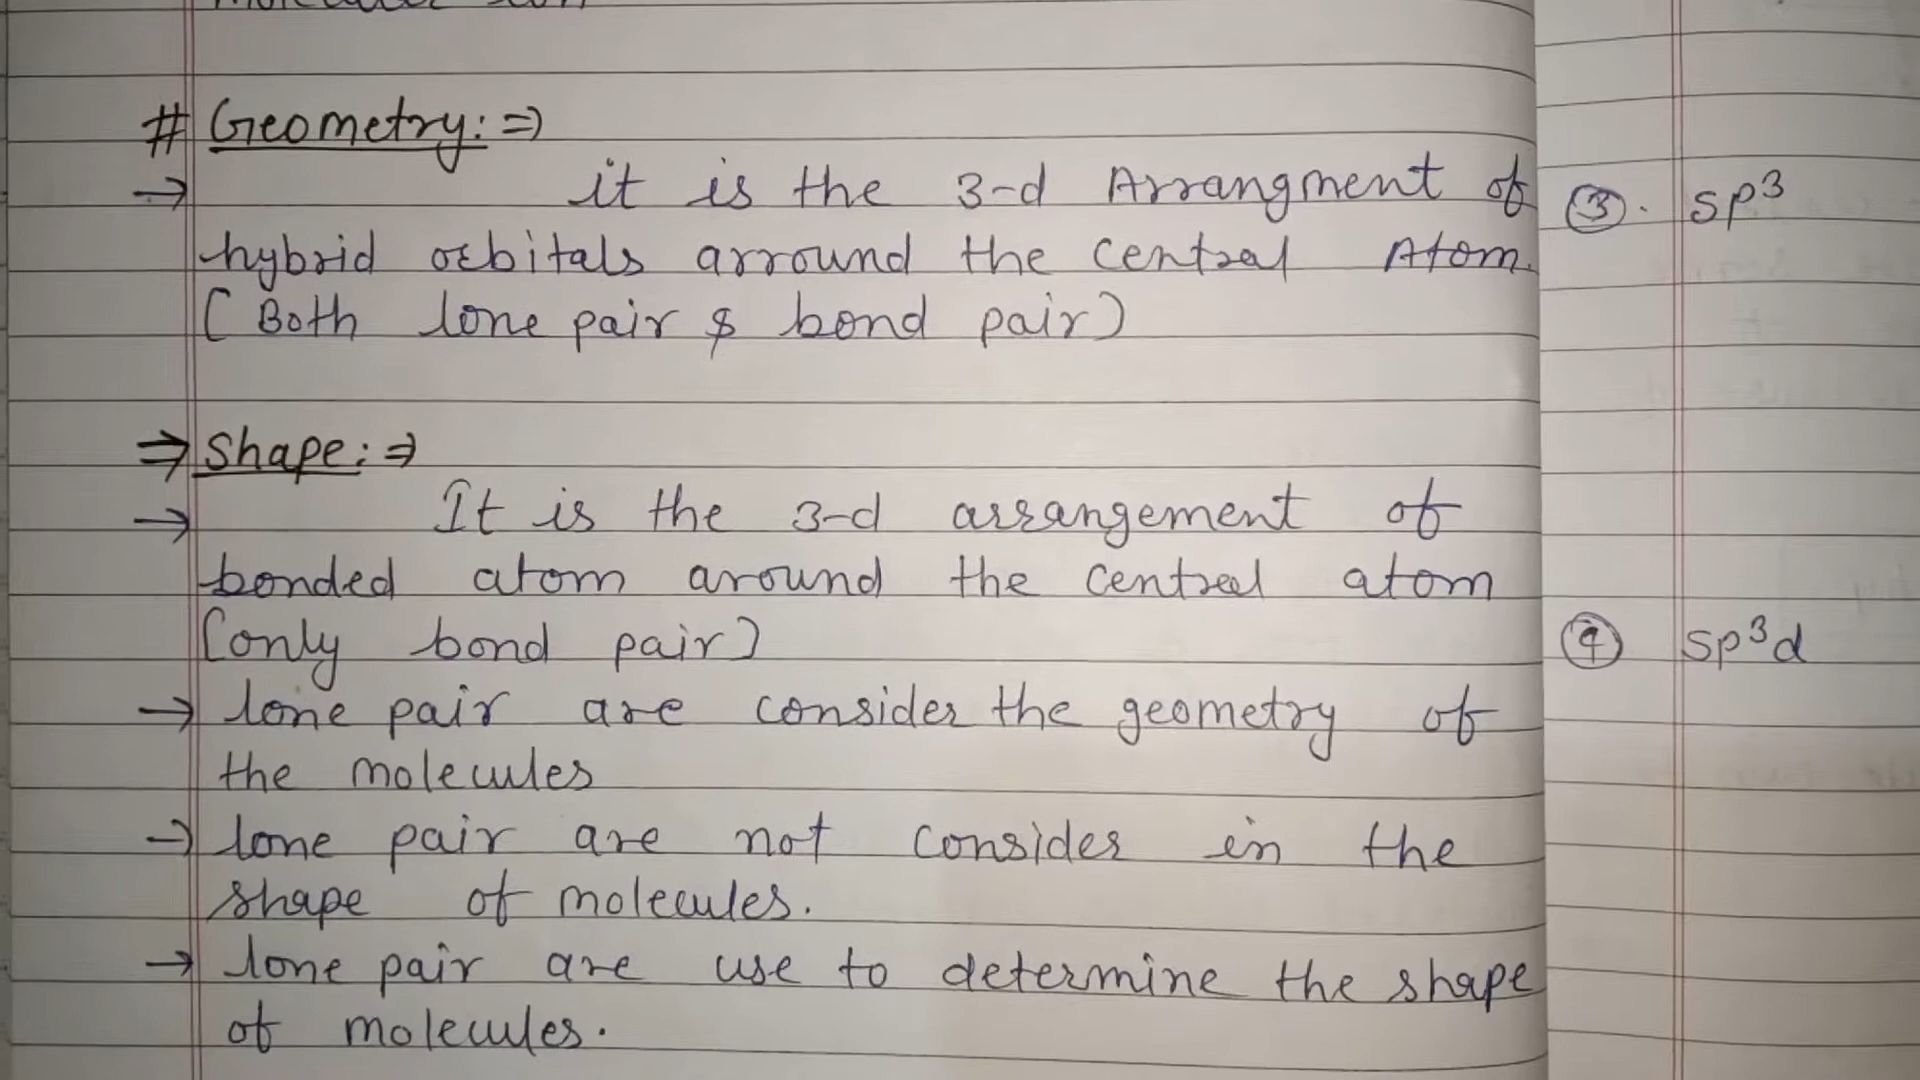 # Geometry: ⇒
→ it is the 3-d Arrangment of
hybrid orbitals arround the central Atom.
(Both lone pair & bond pair)
⇒ Shape: ⇒
→ It is the 3-d arrangement of
bonded atom around the central atom
(only bond pair)
→ lone pair are consider the geometry of
the molecules
→ lone pair are not consider in the
shape of molecules.
→ lone pair are use to determine the shape
of molecules.
③. sp³
④ sp³d